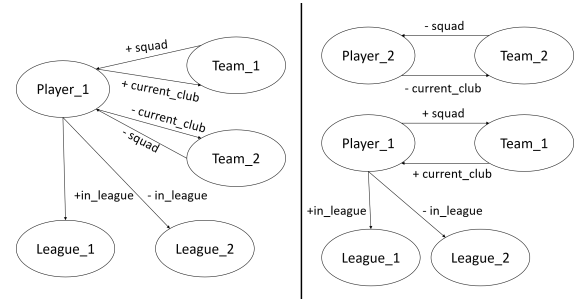 + squad
Player_1
Team_1
+ current_club
- current_club
- squad
Team_2
+in_league
- in_league
League_1
League_2
- squad
Player_2
Team_2
- current_club
+ squad
Player_1
Team_1
+ current_club
+in_league
- in_league
League_1
League_2